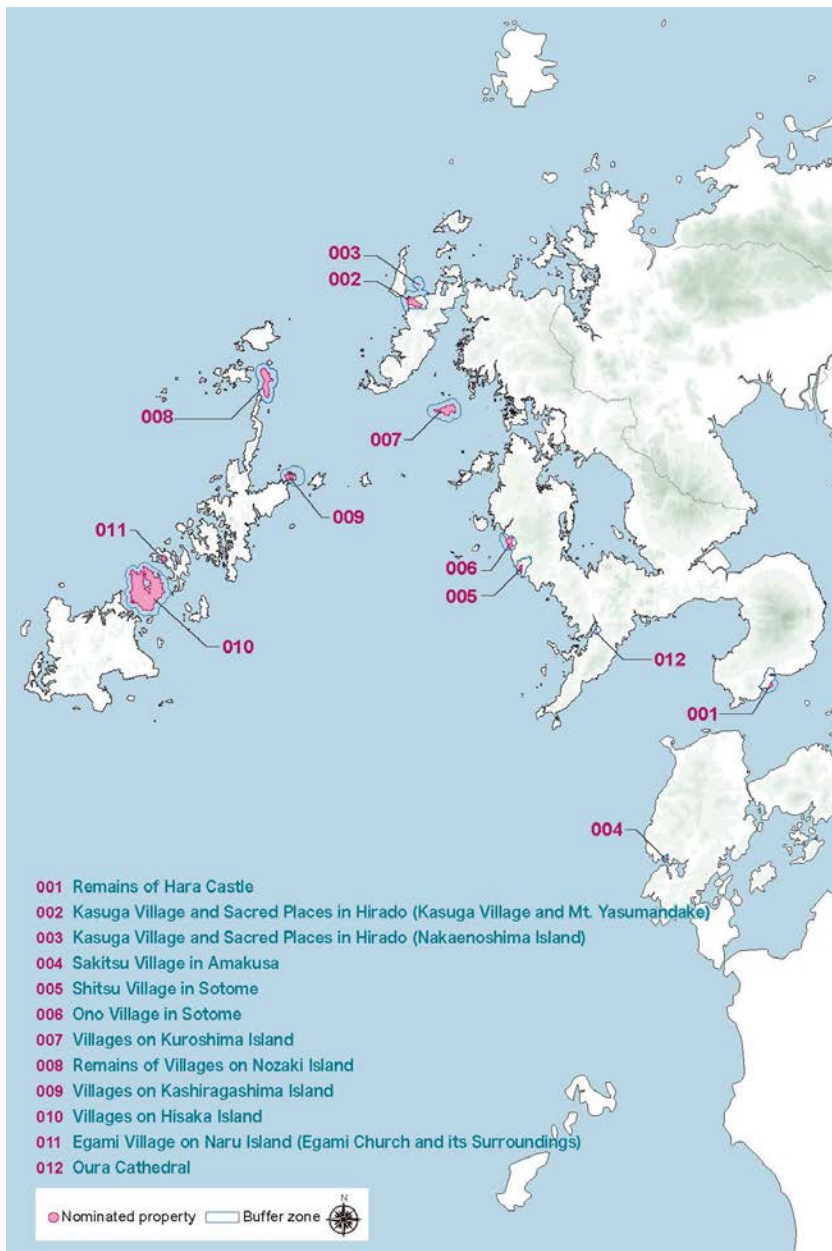 003
002
008
007
009
011
006
005
010
012
001
004
001 Remains of Hara Castle
002 Kasuga Village and Sacred Places in Hirado (Kasuga Village and Mt. Yasumandake)
003 Kasuga Village and Sacred Places in Hirado (Nakaenoshima Island)
004 Sakitsu Village in Amakusa
005 Shitsu Village in Sotome
006 Ono Village in Sotome
007 Villages on Kuroshima Island
008 Remains of Villages on Nozaki Island
009 Villages on Kashiragashima Island
010 Villages on Hisaka Island
011 Egami Village on Naru Island (Egami Church and its Surroundings)
012 Oura Cathedral
Nominated property Buffer zone N